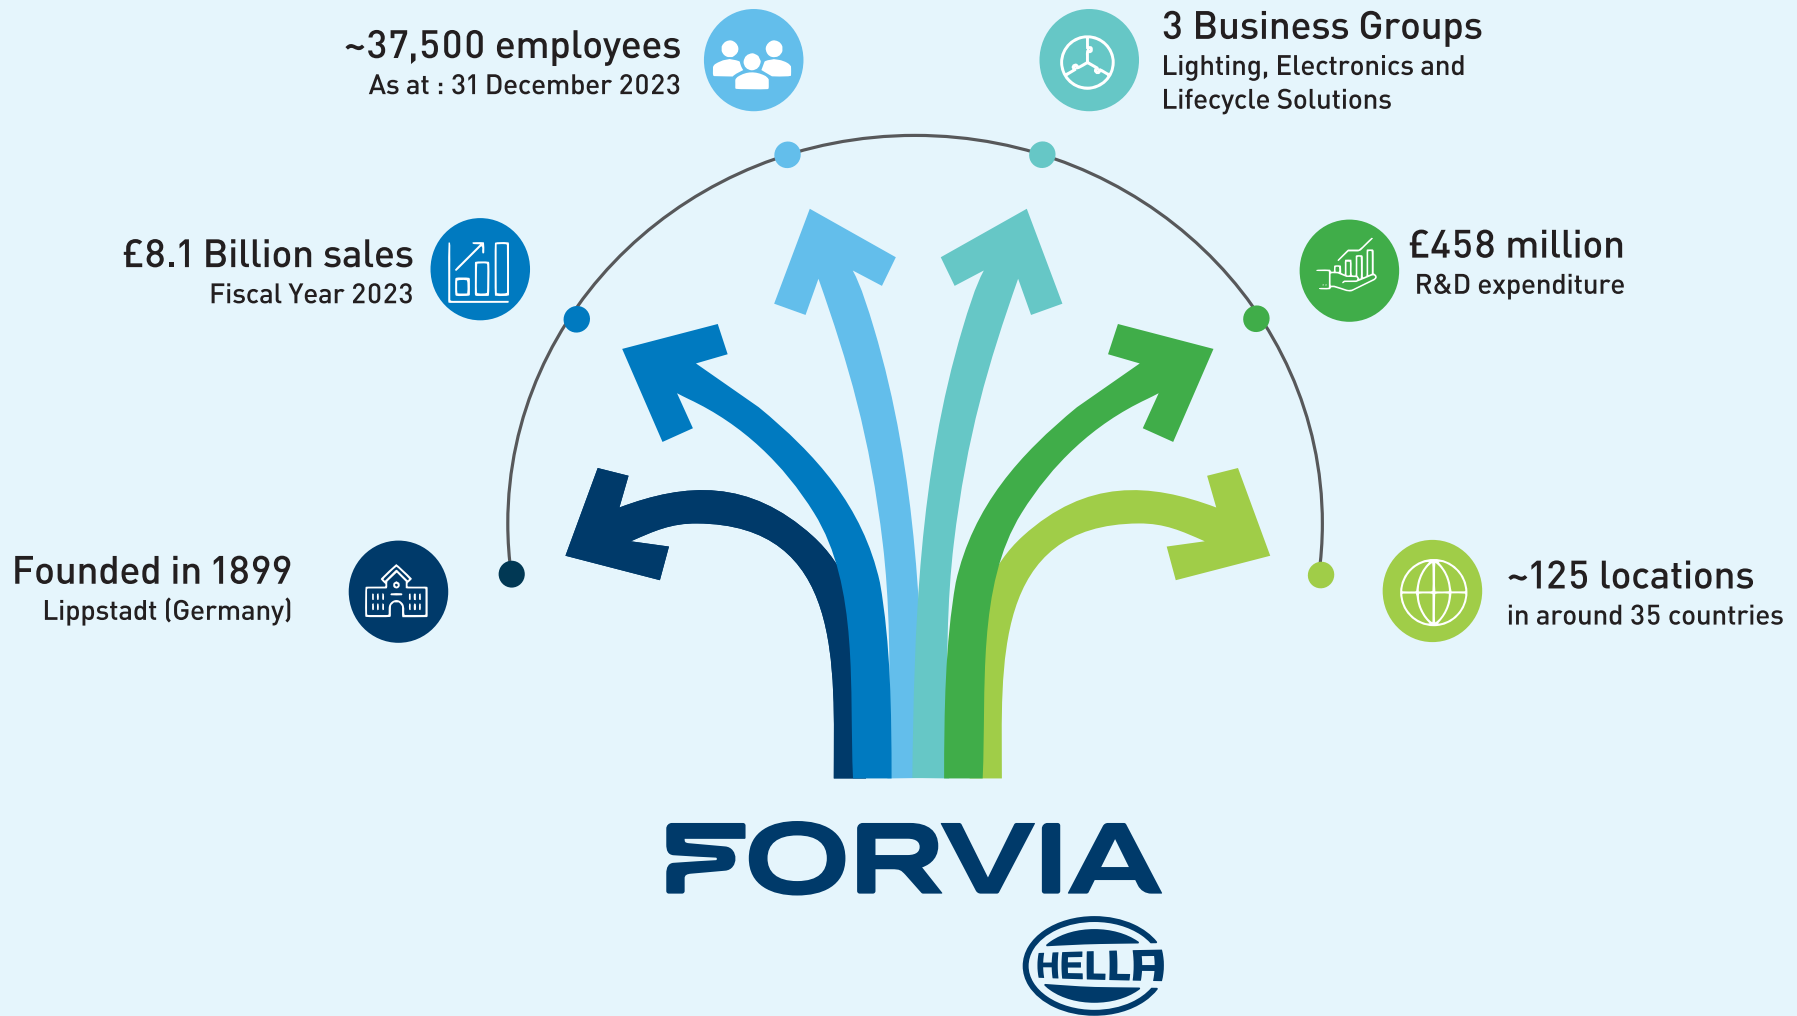 ~37,500 employees
As at : 31 December 2023
3 Business Groups
Lighting, Electronics and
Lifecycle Solutions
£8.1 Billion sales
Fiscal Year 2023
£458 million
R&D expenditure
Founded in 1899
Lippstadt (Germany)
~125 locations
in around 35 countries
FORVIA
HELLA